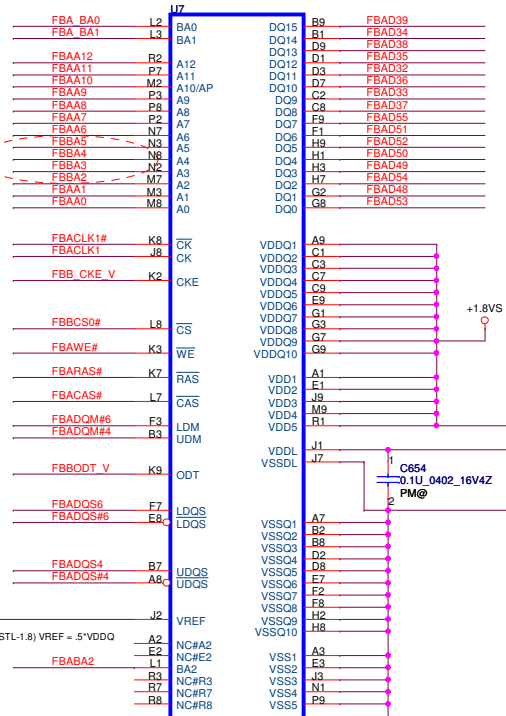 U7
FBA_BA0 L2 BA0 DQ15 B9 FBAD39
FBA_BA1 L3 BA1 DQ14 B1 FBAD34
DQ13 D9 FBAD38
FBAA12 R2 A12 DQ12 D1 FBAD35
FBAA11 P7 A11 DQ11 D3 FBAD32
FBAA10 M2 A10/AP DQ10 D7 FBAD36
FBAA9 P3 A9 DQ9 C2 FBAD33
FBAA8 P8 A8 DQ8 C8 FBAD37
FBAA7 P2 A7 DQ7 F9 FBAD55
FBAA6 N7 A6 DQ6 F1 FBAD51
FBBA5 N3 A5 DQ5 H9 FBAD52
FBBA4 N8 A4 DQ4 H1 FBAD50
FBBA3 N2 A3 DQ3 H3 FBAD49
FBBA2 M7 A2 DQ2 H7 FBAD54
FBAA1 M3 A1 DQ1 G2 FBAD48
FBAA0 M8 A0 DQ0 G8 FBAD53
FBACLK1# K8 CK VDDQ1 A9
FBACLK1 J8 CK VDDQ2 C1
VDDQ3 C3
FBB_CKE_V K2 CKE VDDQ4 C7
VDDQ5 C9
VDDQ6 E9
VDDQ7 G1
+1.8VS
FBBCS0# L8 CS VDDQ8 G3
VDDQ9 G7
FBAWE# K3 WE VDDQ10 G9
FBARAS# K7 RAS VDD1 A1
VDD2 E1
FBACAS# L7 CAS VDD3 J9
VDD4 M9
FBADQM#6 F3 LDM VDD5 R1
FBADQM#4 B3 UDM
VDDL J1
VSSDL J7
1
FBBODT_V K9 ODT C654
0.1U_0402_16V4Z
PM@
2
FBADQS6 F7 LDQS
FBADQS#6 E8 LDQS VSSQ1 A7
VSSQ2 B2
VSSQ3 B8
VSSQ4 D2
FBADQS4 B7 UDQS VSSQ5 D8
FBADQS#4 A8 UDQS VSSQ6 E7
VSSQ7 F2
VSSQ8 F8
J2 VREF VSSQ9 H2
VSSQ10 H8
STL-1.8) VREF = .5*VDDQ
A2 NC#A2
E2 NC#E2 VSS1 A3
FBABA2 L1 BA2 VSS2 E3
R3 NC#R3 VSS3 J3
R7 NC#R7 VSS4 N1
R8 NC#R8 VSS5 P9